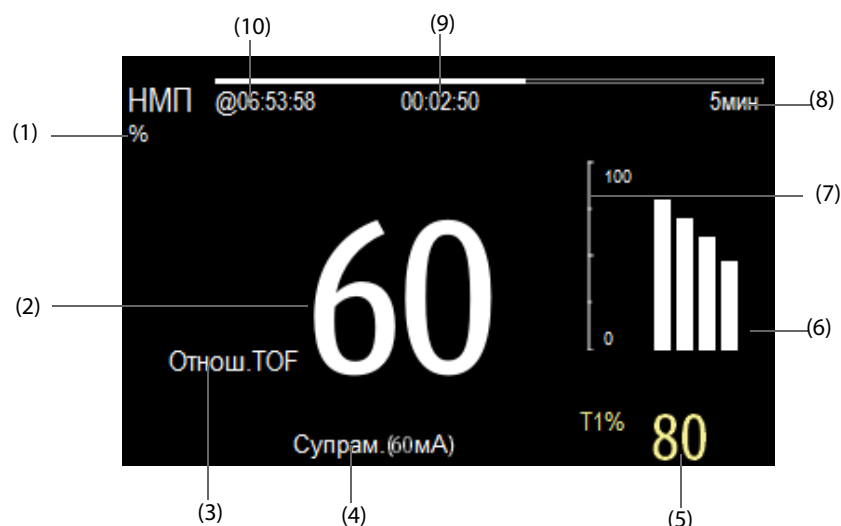 (10) (9)
НМП @06:53:58 00:02:50 5мин (8)
(1) %
100
(7)
60
(2)
(6)
0
Отнош.TOF
T1% 80
Супрам.(60мА)
(3) (4) (5)